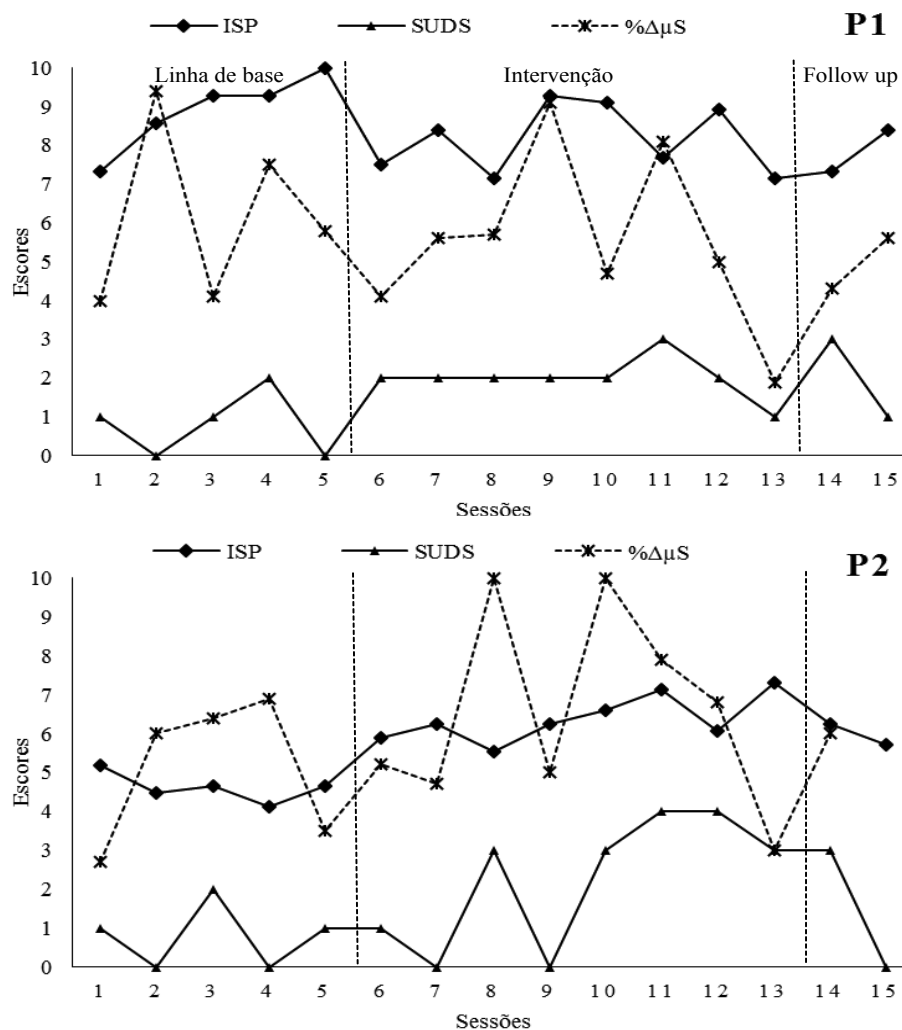 P1
ISP SUDS %ΔµS
Linha de base Intervenção Follow up
10
9
8
7
6
5
4
3
2
1
0
Escores
1 2 3 4 5 6 7 8 9 10 11 12 13 14 15
Sessões
ISP SUDS %ΔµS
P2
10
9
8
7
6
5
4
3
2
1
0
Escores
1 2 3 4 5 6 7 8 9 10 11 12 13 14 15
Sessões